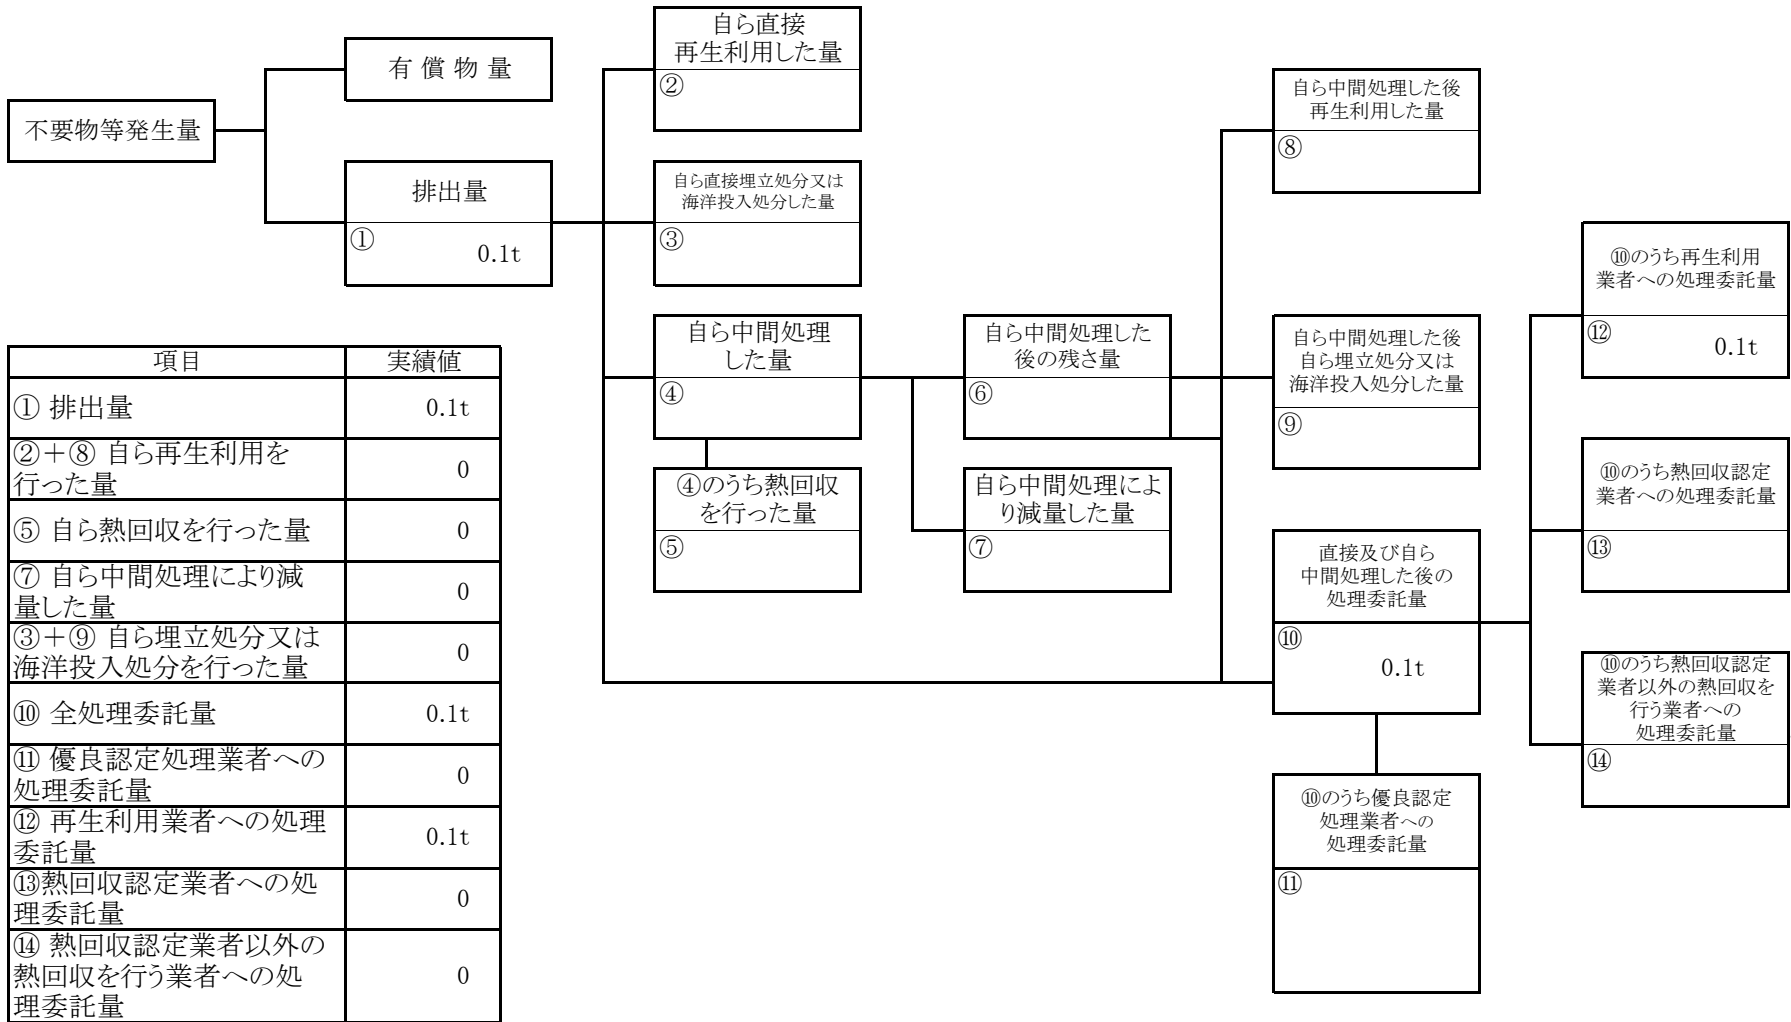 自ら直接
再生利用した量
②
有 償 物 量
不要物等発生量
排出量
①
0.1t
自ら直接埋立処分又は
海洋投入処分した量
③
自ら中間処理
した量
④
④のうち熱回収
を行った量
⑤
自ら中間処理した
後の残さ量
⑥
自ら中間処理によ
り減量した量
⑦
自ら中間処理した後
再生利用した量
⑧
自ら中間処理した後
自ら埋立処分又は
海洋投入処分した量
⑨
直接及び自ら
中間処理した後の
処理委託量
⑩
0.1t
⑩のうち優良認定
処理業者への
処理委託量
⑪
⑩のうち再生利用
業者への処理委託量
⑫
0.1t
⑩のうち熱回収認定
業者への処理委託量
⑬
⑩のうち熱回収認定
業者以外の熱回収を
行う業者への
処理委託量
⑭
項目 実績値
① 排出量 0.1t
②＋⑧ 自ら再生利用を
行った量 0
⑤ 自ら熱回収を行った量 0
⑦ 自ら中間処理により減
量した量 0
③＋⑨ 自ら埋立処分又は
海洋投入処分を行った量 0
⑩ 全処理委託量 0.1t
⑪ 優良認定処理業者への
処理委託量 0
⑫ 再生利用業者への処理
委託量 0.1t
⑬熱回収認定業者への処
理委託量 0
⑭ 熱回収認定業者以外の
熱回収を行う業者への処
理委託量 0